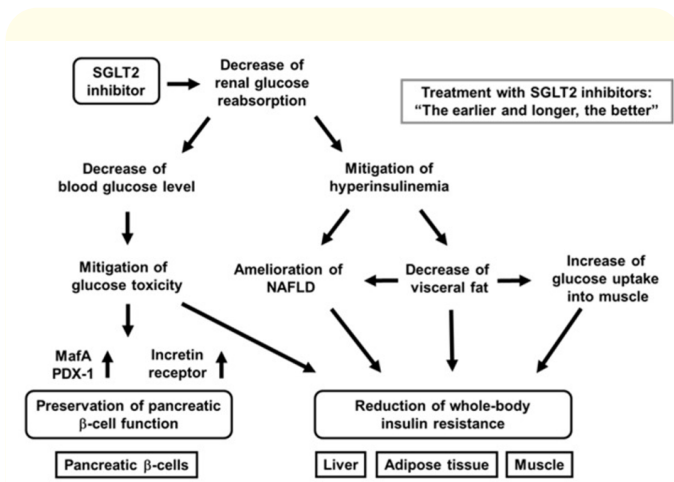 SGLT2
inhibitor
Decrease of
renal glucose
reabsorption
Treatment with SGLT2 inhibitors:
“The earlier and longer, the better”
Decrease of
blood glucose level
Mitigation of
hyperinsulinemia
Mitigation of
glucose toxicity
Amelioration of
NAFLD
Decrease of
visceral fat
Increase of
glucose uptake
into muscle
MafA
PDX-1
Incretin
receptor
Preservation of pancreatic
β-cell function
Reduction of whole-body
insulin resistance
Pancreatic β-cells
Liver
Adipose tissue
Muscle